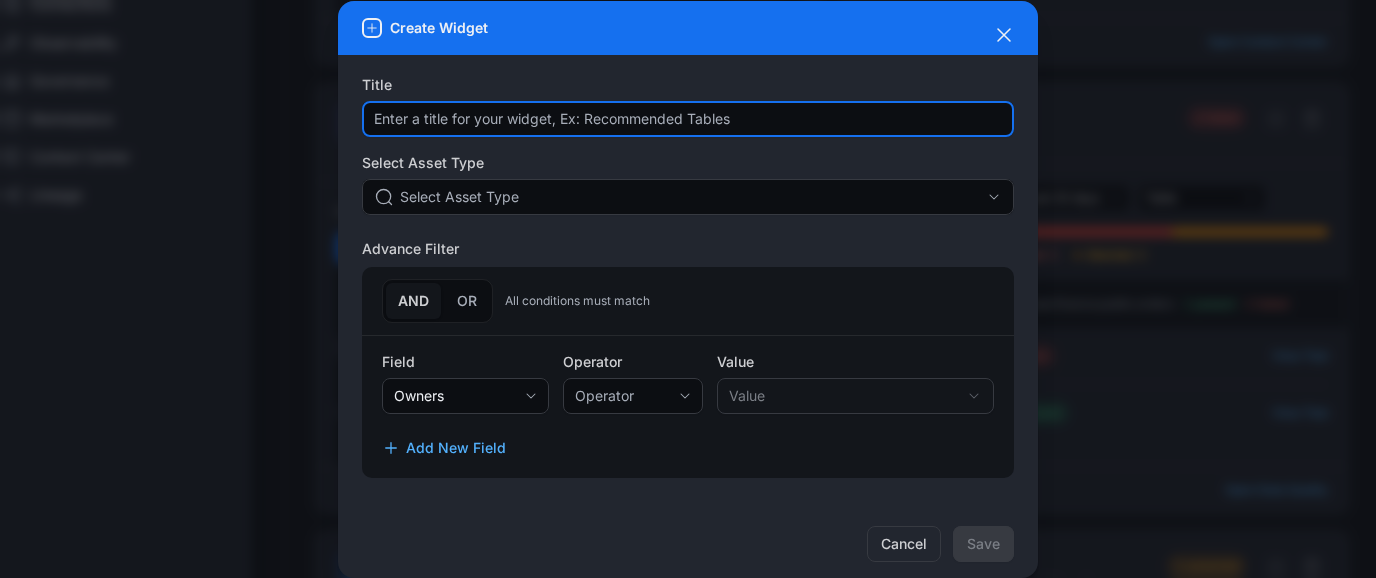 Create Widget
Title
Enter a title for your widget, Ex: Recommended Tables
Select Asset Type
Select Asset Type
Advance Filter
AND OR All conditions must match
Field Operator Value
Owners Operator Value
Add New Field
Cancel Save